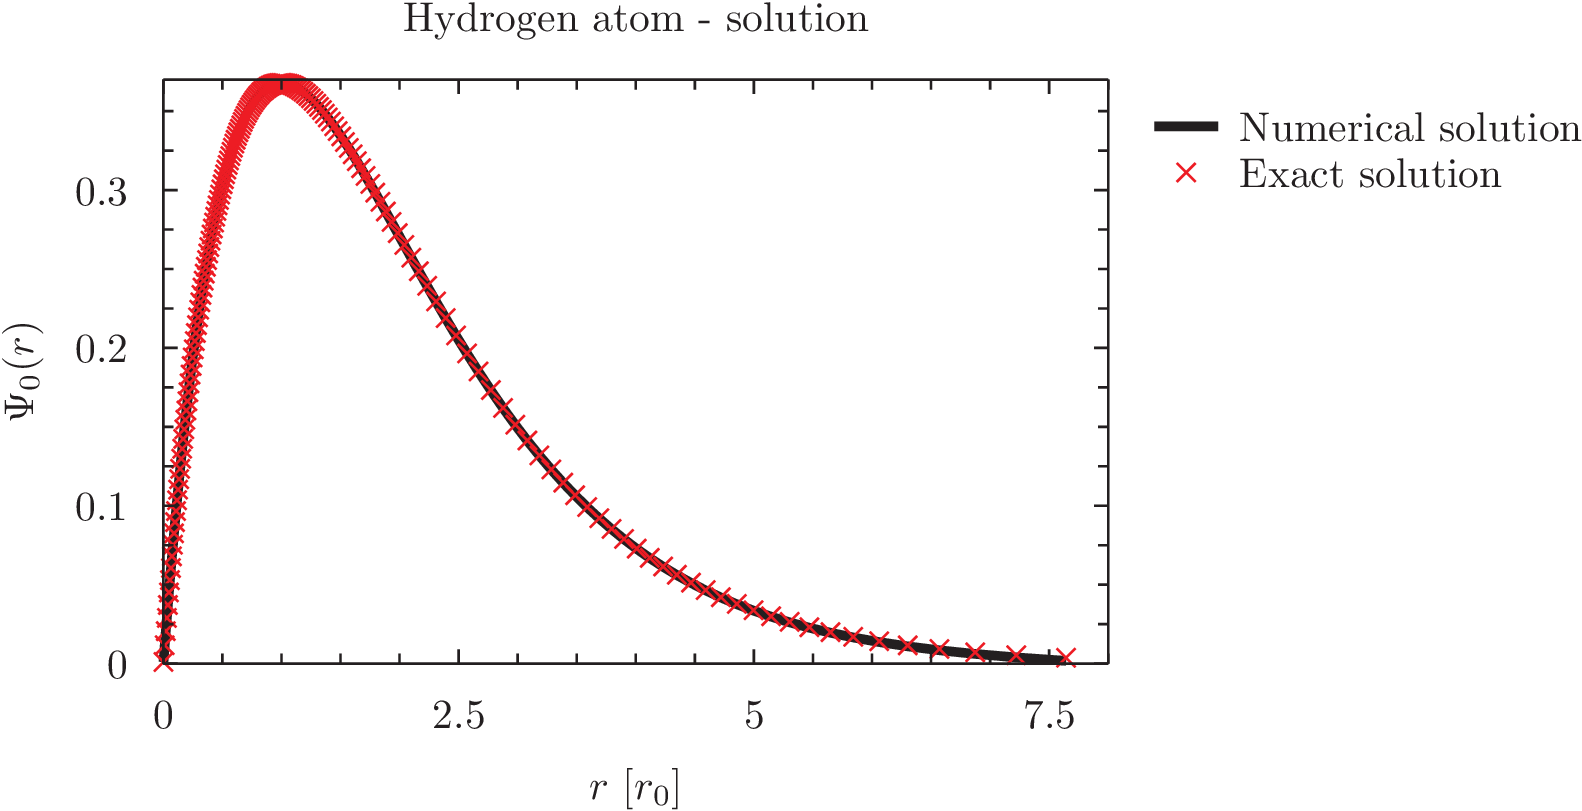 Hydrogen atom - solution
Numerical solution
Exact solution
Ψ₀(r)
0.3
0.2
0.1
0
0 2.5 5 7.5
r [r₀]